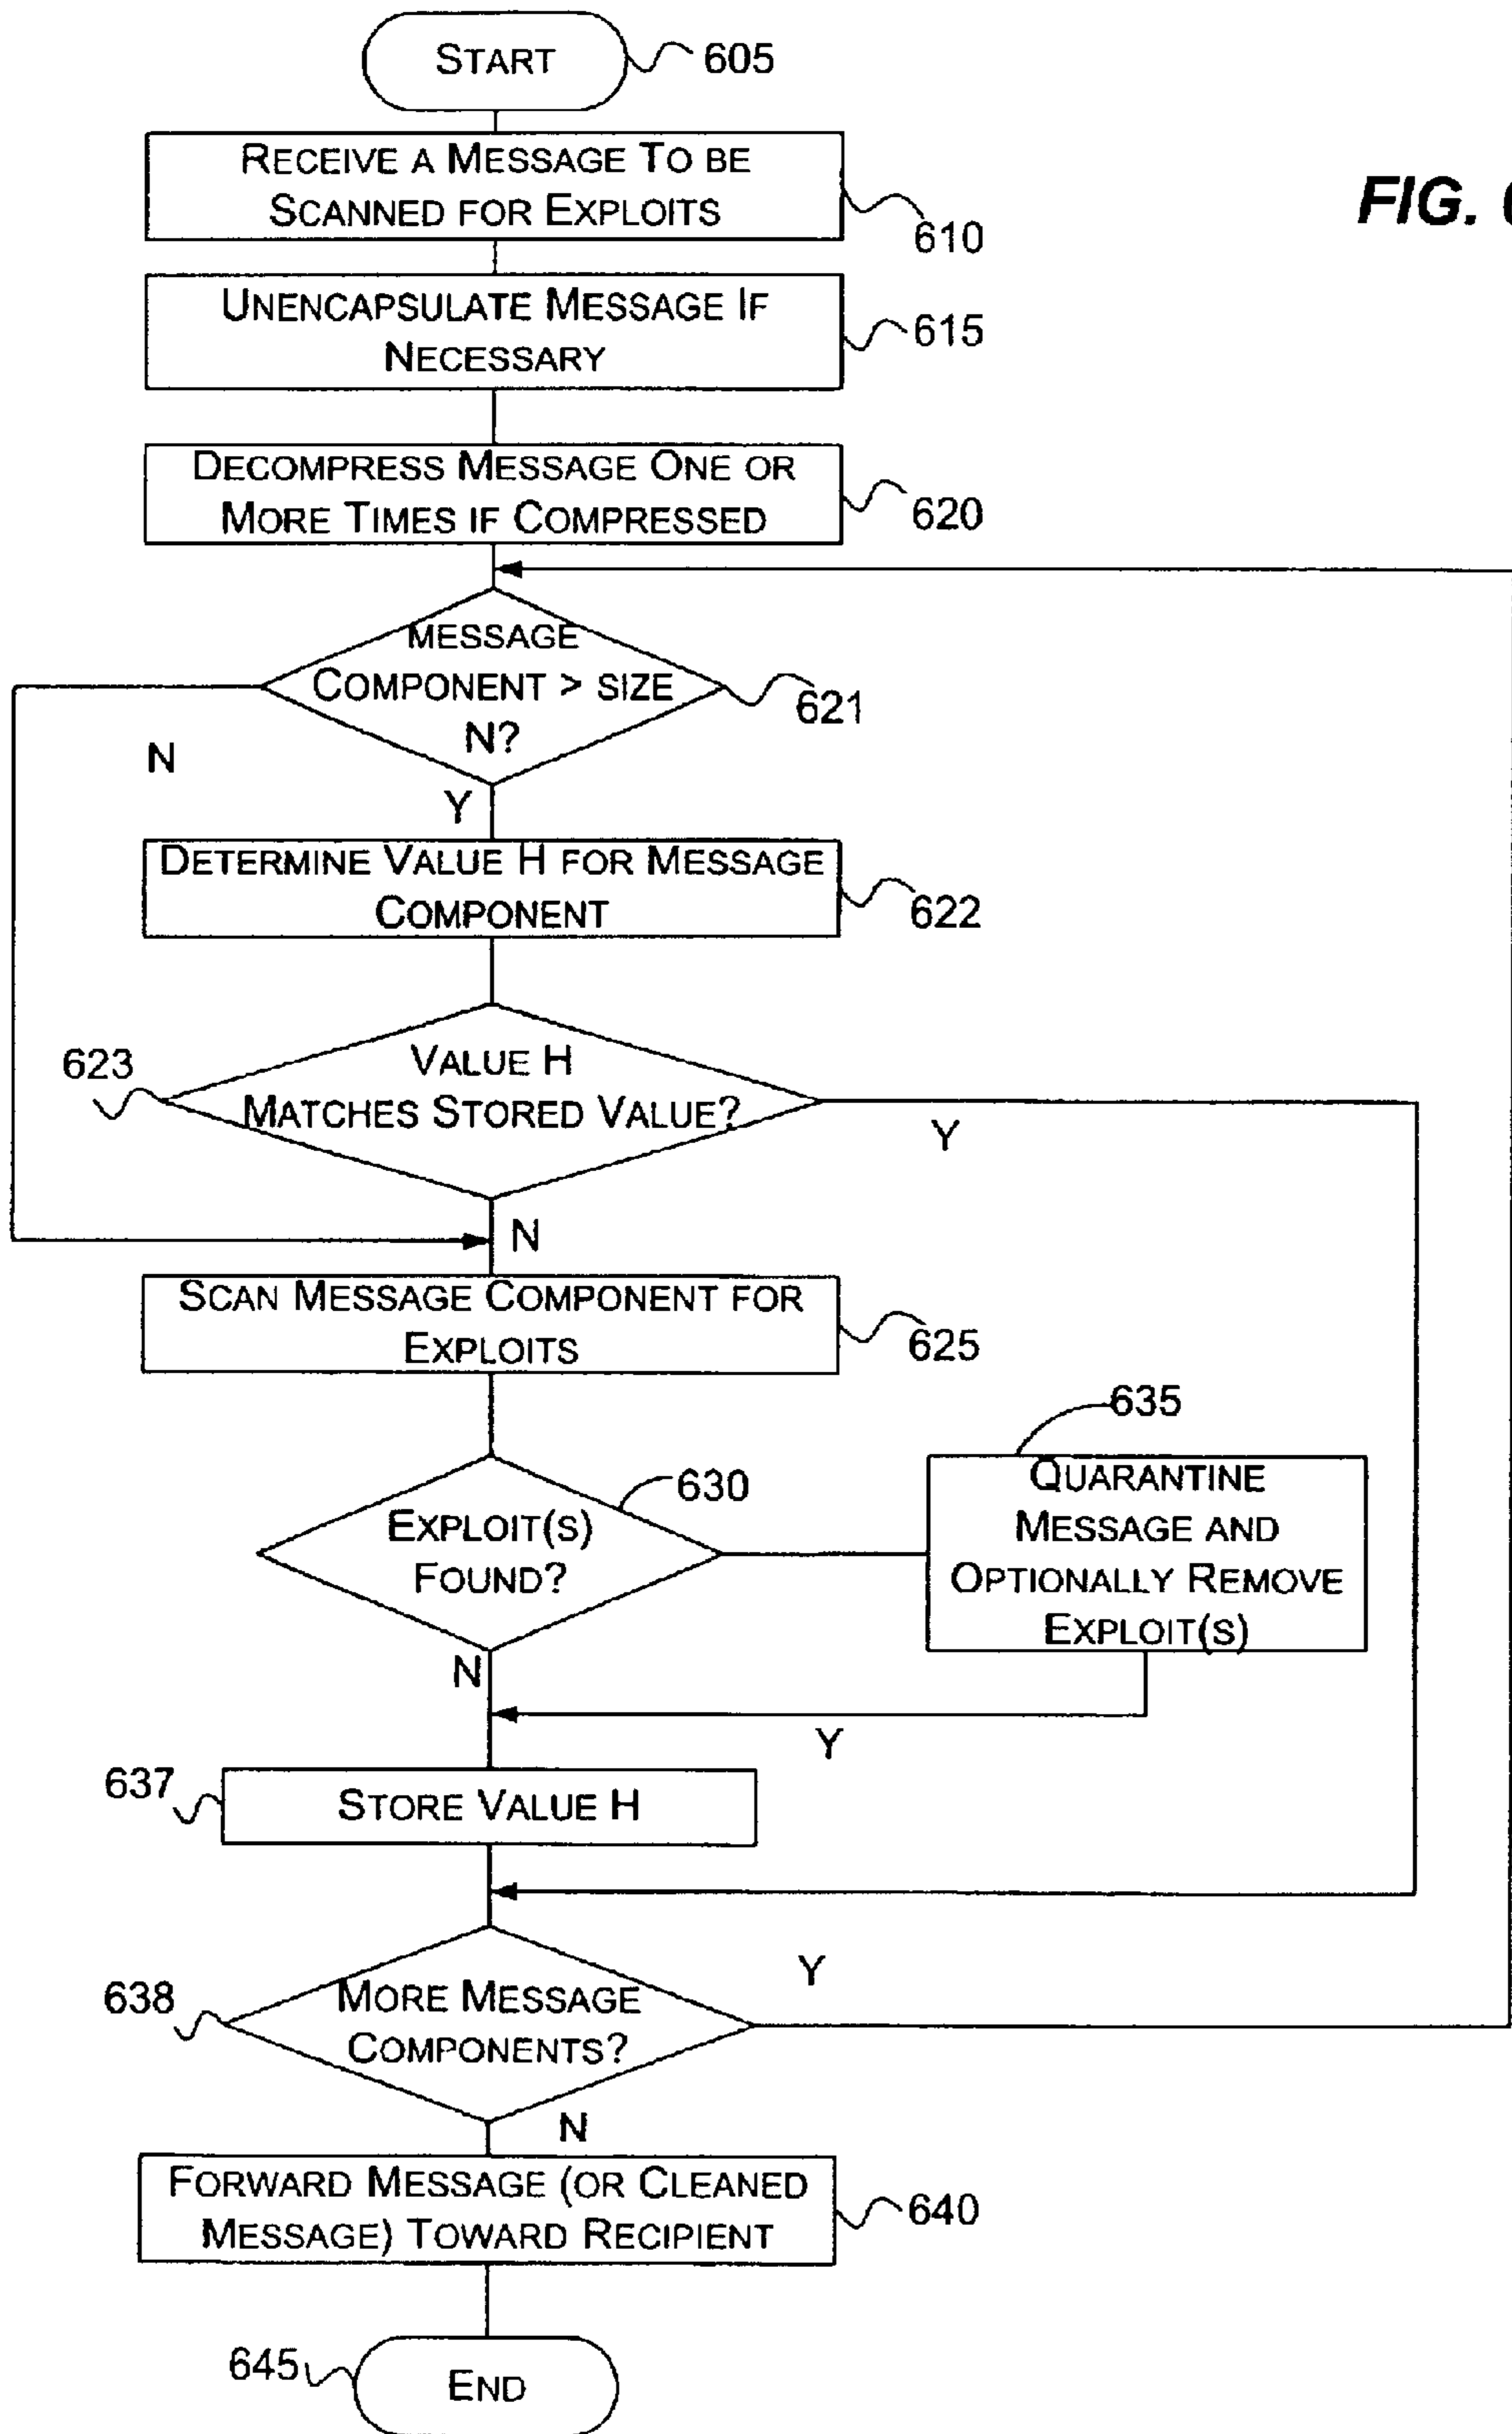 START
605
RECEIVE A MESSAGE TO BE
SCANNED FOR EXPLOITS
610
FIG. 6
UNENCAPSULATE MESSAGE IF
NECESSARY
615
DECOMPRESS MESSAGE ONE OR
MORE TIMES IF COMPRESSED
620
MESSAGE
COMPONENT > SIZE
N?
621
N
Y
DETERMINE VALUE H FOR MESSAGE
COMPONENT
622
623
VALUE H
MATCHES STORED VALUE?
Y
N
SCAN MESSAGE COMPONENT FOR
EXPLOITS
625
635
630
EXPLOIT(S)
FOUND?
QUARANTINE
MESSAGE AND
OPTIONALLY REMOVE
EXPLOIT(S)
N
Y
637
STORE VALUE H
Y
638
MORE MESSAGE
COMPONENTS?
N
FORWARD MESSAGE (OR CLEANED
MESSAGE) TOWARD RECIPIENT
640
645
END